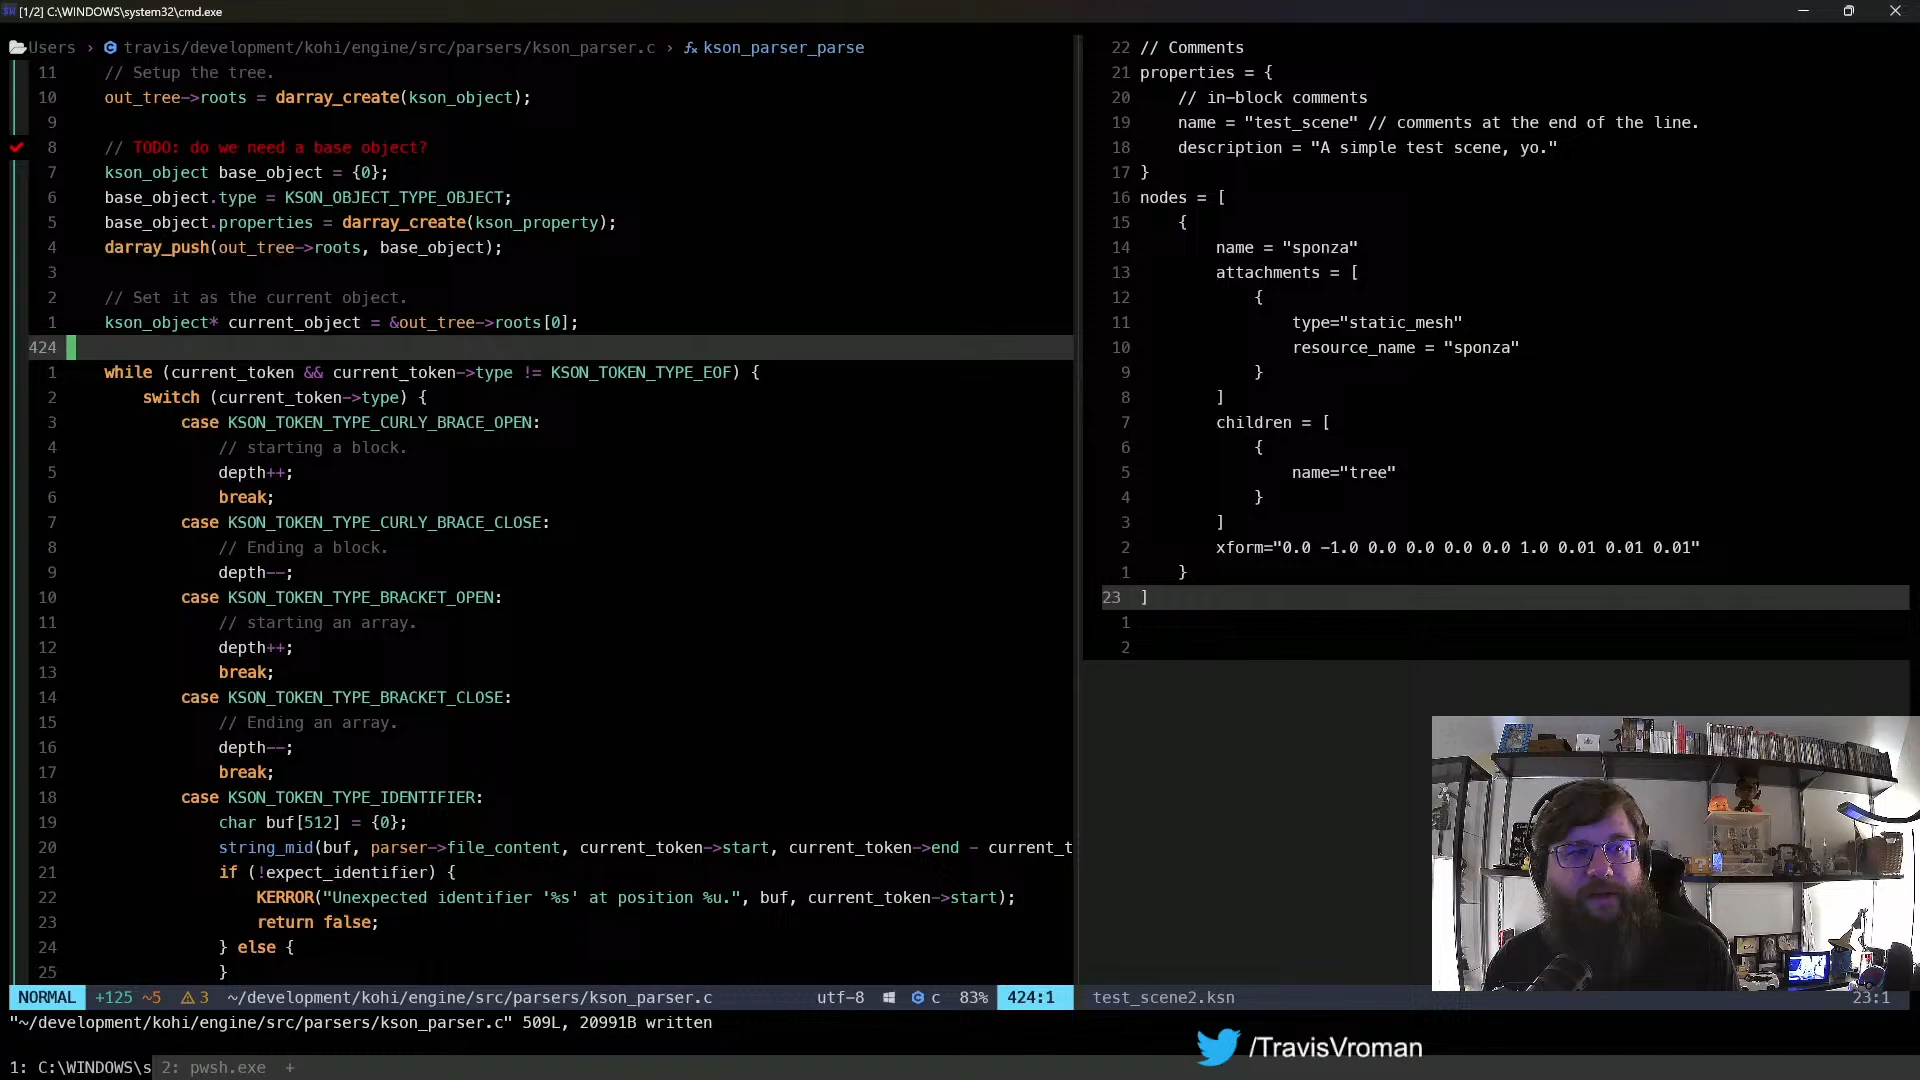 [1/2] C:\WINDOWS\system32\cmd.exe
Users › travis/development/kohi/engine/src/parsers/kson_parser.c › fx kson_parser_parse
11 // Setup the tree.
10 out_tree->roots = darray_create(kson_object);
9
8 // TODO: do we need a base object?
7 kson_object base_object = {0};
6 base_object.type = KSON_OBJECT_TYPE_OBJECT;
5 base_object.properties = darray_create(kson_property);
4 darray_push(out_tree->roots, base_object);
3
2 // Set it as the current object.
1 kson_object* current_object = &out_tree->roots[0];
424
1 while (current_token && current_token->type != KSON_TOKEN_TYPE_EOF) {
2 switch (current_token->type) {
3 case KSON_TOKEN_TYPE_CURLY_BRACE_OPEN:
4 // starting a block.
5 depth++;
6 break;
7 case KSON_TOKEN_TYPE_CURLY_BRACE_CLOSE:
8 // Ending a block.
9 depth--;
10 case KSON_TOKEN_TYPE_BRACKET_OPEN:
11 // starting an array.
12 depth++;
13 break;
14 case KSON_TOKEN_TYPE_BRACKET_CLOSE:
15 // Ending an array.
16 depth--;
17 break;
18 case KSON_TOKEN_TYPE_IDENTIFIER:
19 char buf[512] = {0};
20 string_mid(buf, parser->file_content, current_token->start, current_token->end - current_t
21 if (!expect_identifier) {
22 KERROR("Unexpected identifier '%s' at position %u.", buf, current_token->start);
23 return false;
24 } else {
25 }
NORMAL +125 ~5 3 ~/development/kohi/engine/src/parsers/kson_parser.c utf-8 c 83% 424:1
"~/development/kohi/engine/src/parsers/kson_parser.c" 509L, 20991B written
1: C:\WINDOWS\s 2: pwsh.exe +
22 // Comments
21 properties = {
20 // in-block comments
19 name = "test_scene" // comments at the end of the line.
18 description = "A simple test scene, yo."
17 }
16 nodes = [
15 {
14 name = "sponza"
13 attachments = [
12 {
11 type="static_mesh"
10 resource_name = "sponza"
9 }
8 ]
7 children = [
6 {
5 name="tree"
4 }
3 ]
2 xform="0.0 -1.0 0.0 0.0 0.0 0.0 1.0 0.01 0.01 0.01"
1 }
23 ]
1
2
test_scene2.ksn 23:1
/TravisVroman